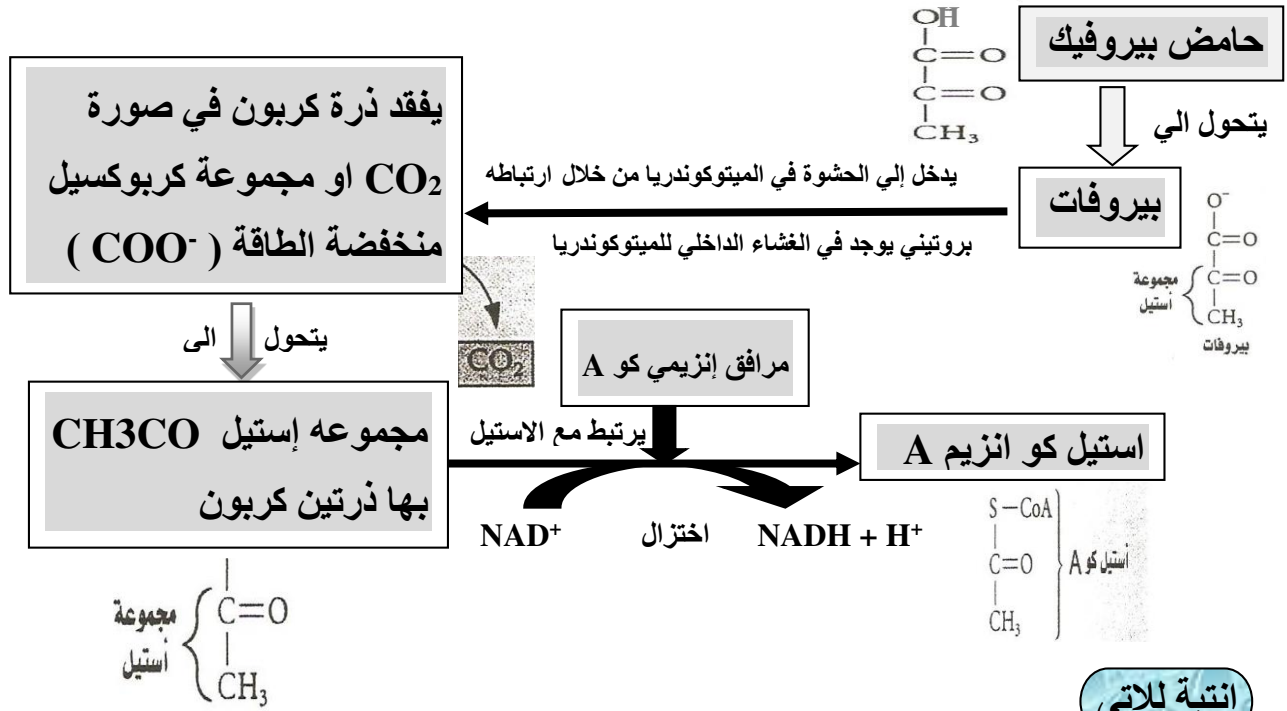 حامض بيروفيك
OH
C=O
C=O
CH₃
يتحول الي
بيروفات
O⁻
C=O
C=O
CH₃
مجموعة
أستيل
بيروفات
يدخل إلي الحشوة في الميتوكوندريا من خلال ارتباطه
بروتيني يوجد في الغشاء الداخلي للميتوكوندريا
يفقد ذرة كربون في صورة
CO₂ او مجموعة كربوكسيل
منخفضة الطاقة ( COO⁻ )
CO₂
يتحول الى
مجموعه إستيل CH3CO
بها ذرتين كربون
C=O
CH₃
مجموعة
أستيل
مرافق إنزيمي كو A
يرتبط مع الاستيل
NAD⁺ اختزال NADH + H⁺
استيل كو انزيم A
S–CoA
C=O
CH₃
أستيل كو A
انتبة للاتي